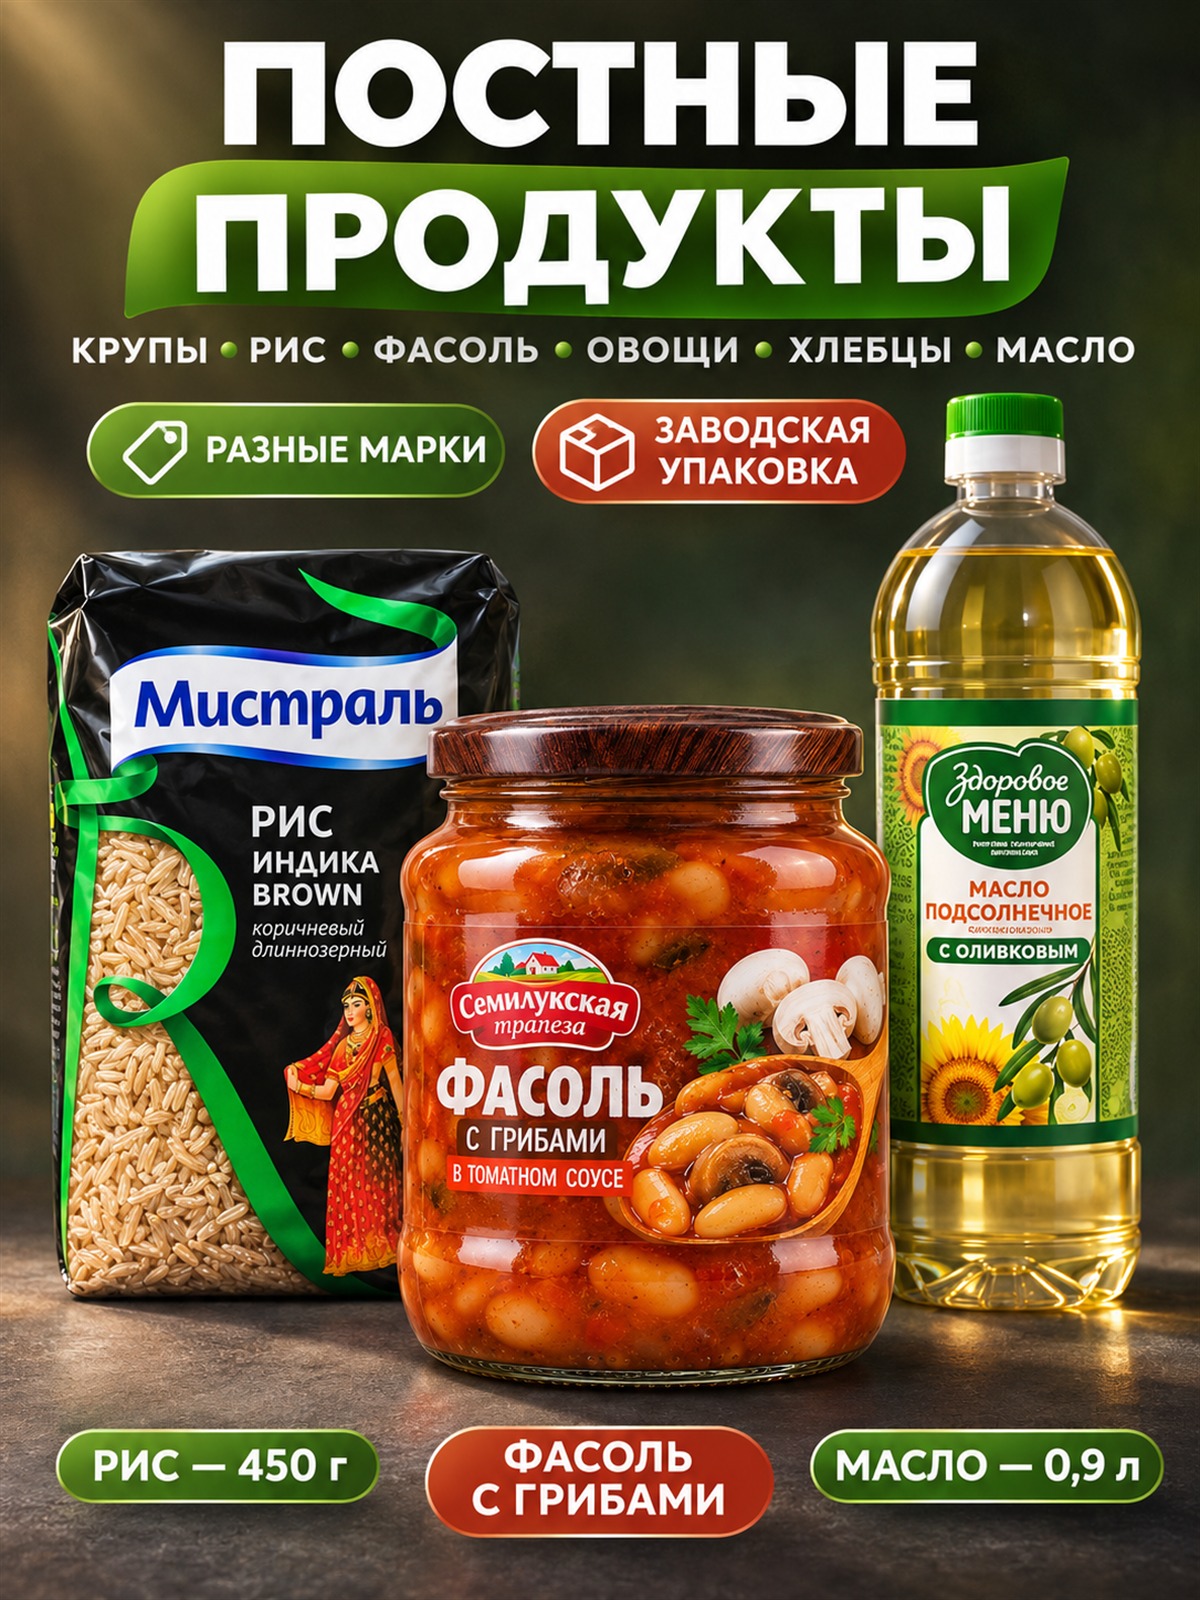 ПОСТНЫЕ
ПРОДУКТЫ
КРУПЫ • РИС • ФАСОЛЬ • ОВОЩИ • ХЛЕБЦЫ • МАСЛО
РАЗНЫЕ МАРКИ
ЗАВОДСКАЯ
УПАКОВКА
Мистраль
РИС
ИНДИКА
BROWN
коричневый
длиннозерный
Семилукская
трапеза
ФАСОЛЬ
С ГРИБАМИ
В ТОМАТНОМ СОУСЕ
Здоровое
МЕНЮ
МАСЛО
ПОДСОЛНЕЧНОЕ
С ОЛИВКОВЫМ
РИС — 450 г
ФАСОЛЬ
С ГРИБАМИ
МАСЛО — 0,9 л